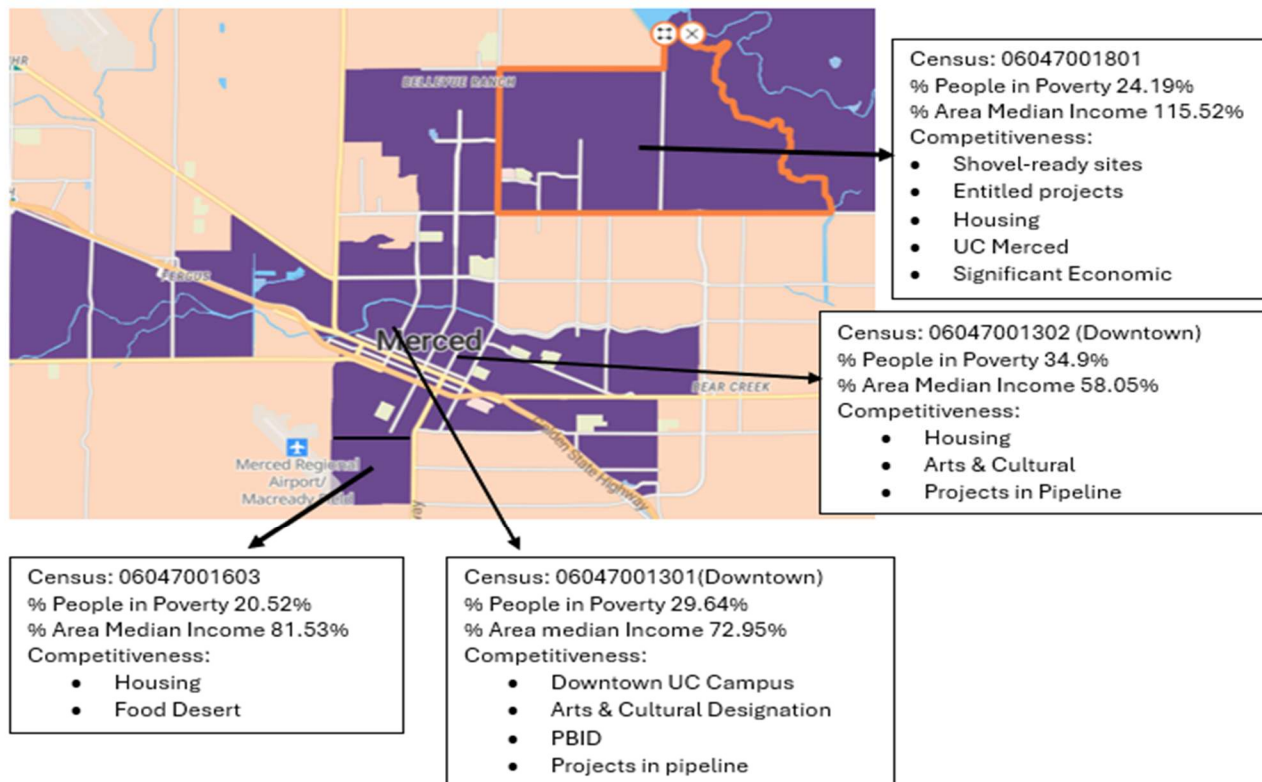 HR
BELLEVUE RANCH
H
FERGUS
Merced
BEAR CREEK
Golden State Highway
Merced Regional
Airport/
Macready Field
ay
Census: 06047001801
% People in Poverty 24.19%
% Area Median Income 115.52%
Competitiveness:
• Shovel-ready sites
• Entitled projects
• Housing
• UC Merced
• Significant Economic
Census: 06047001302 (Downtown)
% People in Poverty 34.9%
% Area Median Income 58.05%
Competitiveness:
• Housing
• Arts & Cultural
• Projects in Pipeline
Census: 06047001603
% People in Poverty 20.52%
% Area Median Income 81.53%
Competitiveness:
• Housing
• Food Desert
Census: 06047001301(Downtown)
% People in Poverty 29.64%
% Area median Income 72.95%
Competitiveness:
• Downtown UC Campus
• Arts & Cultural Designation
• PBID
• Projects in pipeline